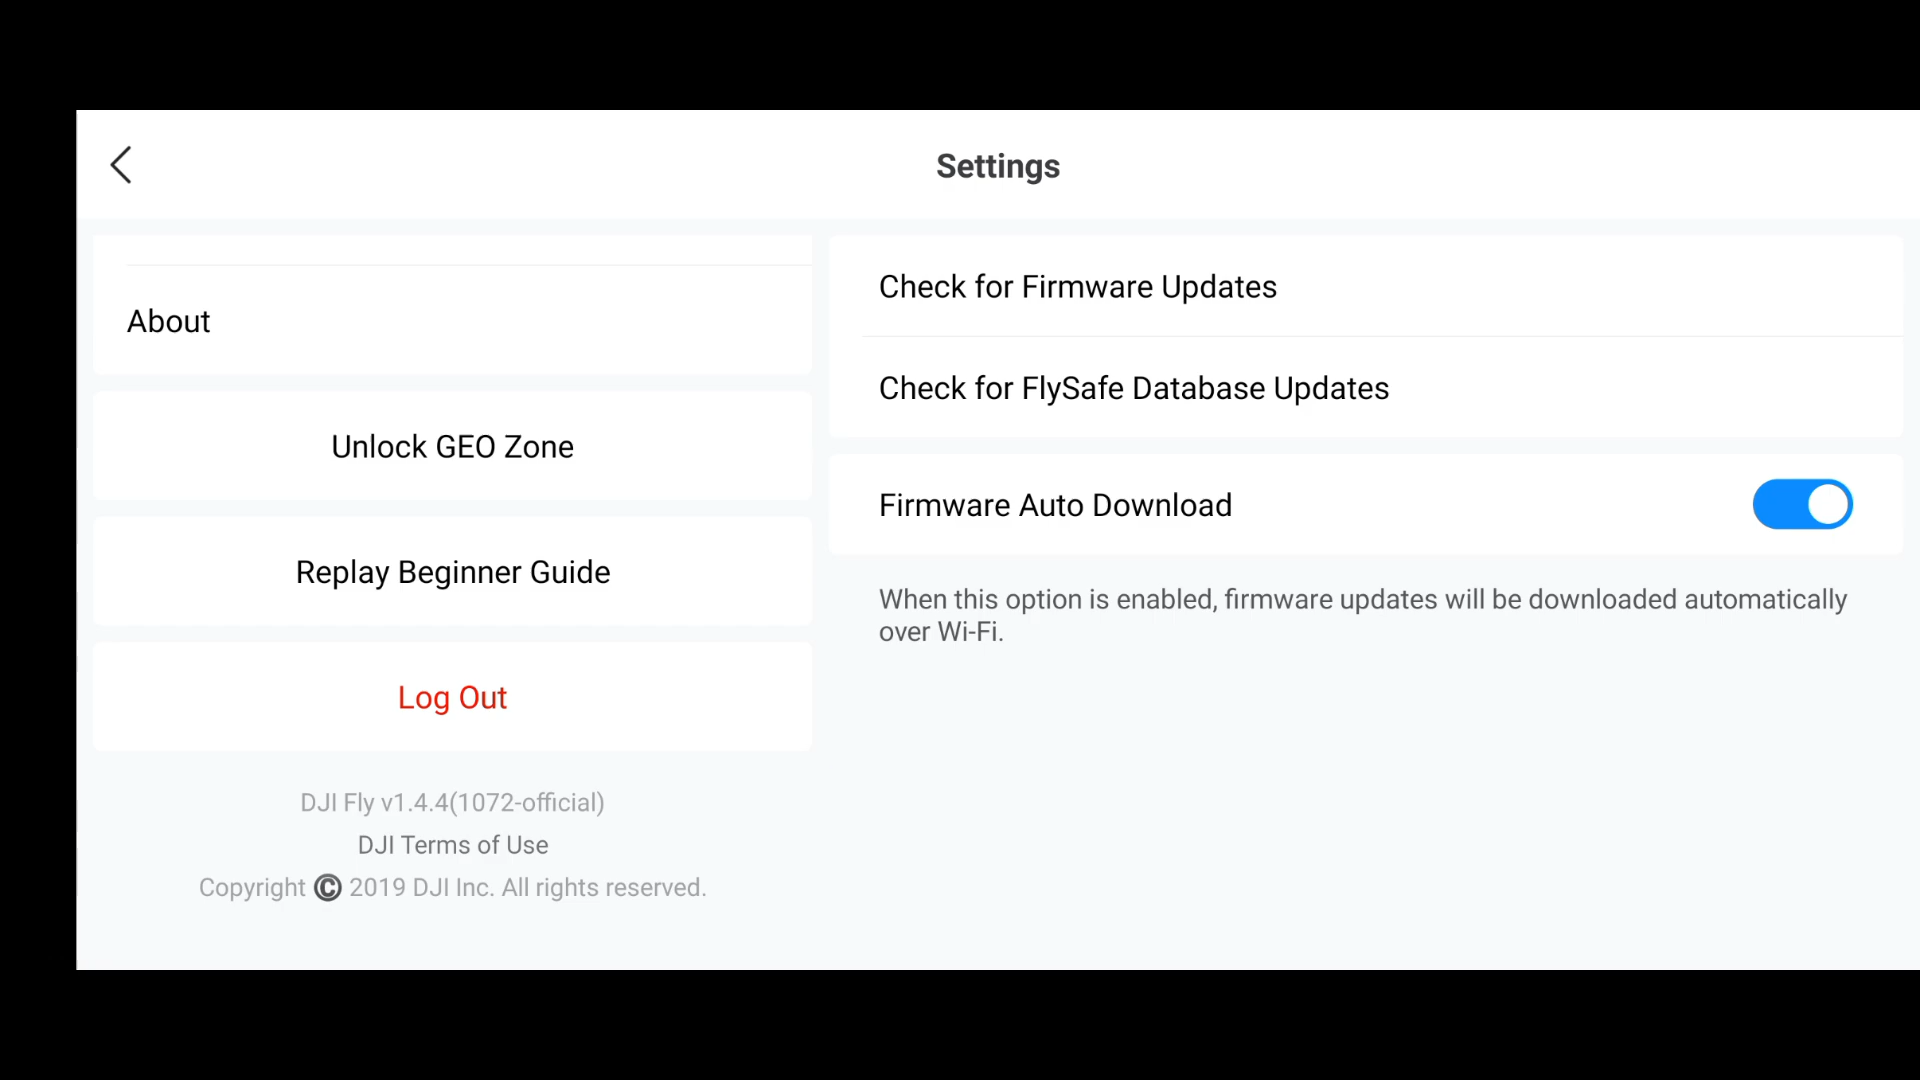 Settings
About
Unlock GEO Zone
Replay Beginner Guide
Log Out
DJI Fly v1.4.4(1072-official)
DJI Terms of Use
Copyright © 2019 DJI Inc. All rights reserved.
Check for Firmware Updates
Check for FlySafe Database Updates
Firmware Auto Download
When this option is enabled, firmware updates will be downloaded automatically
over Wi-Fi.